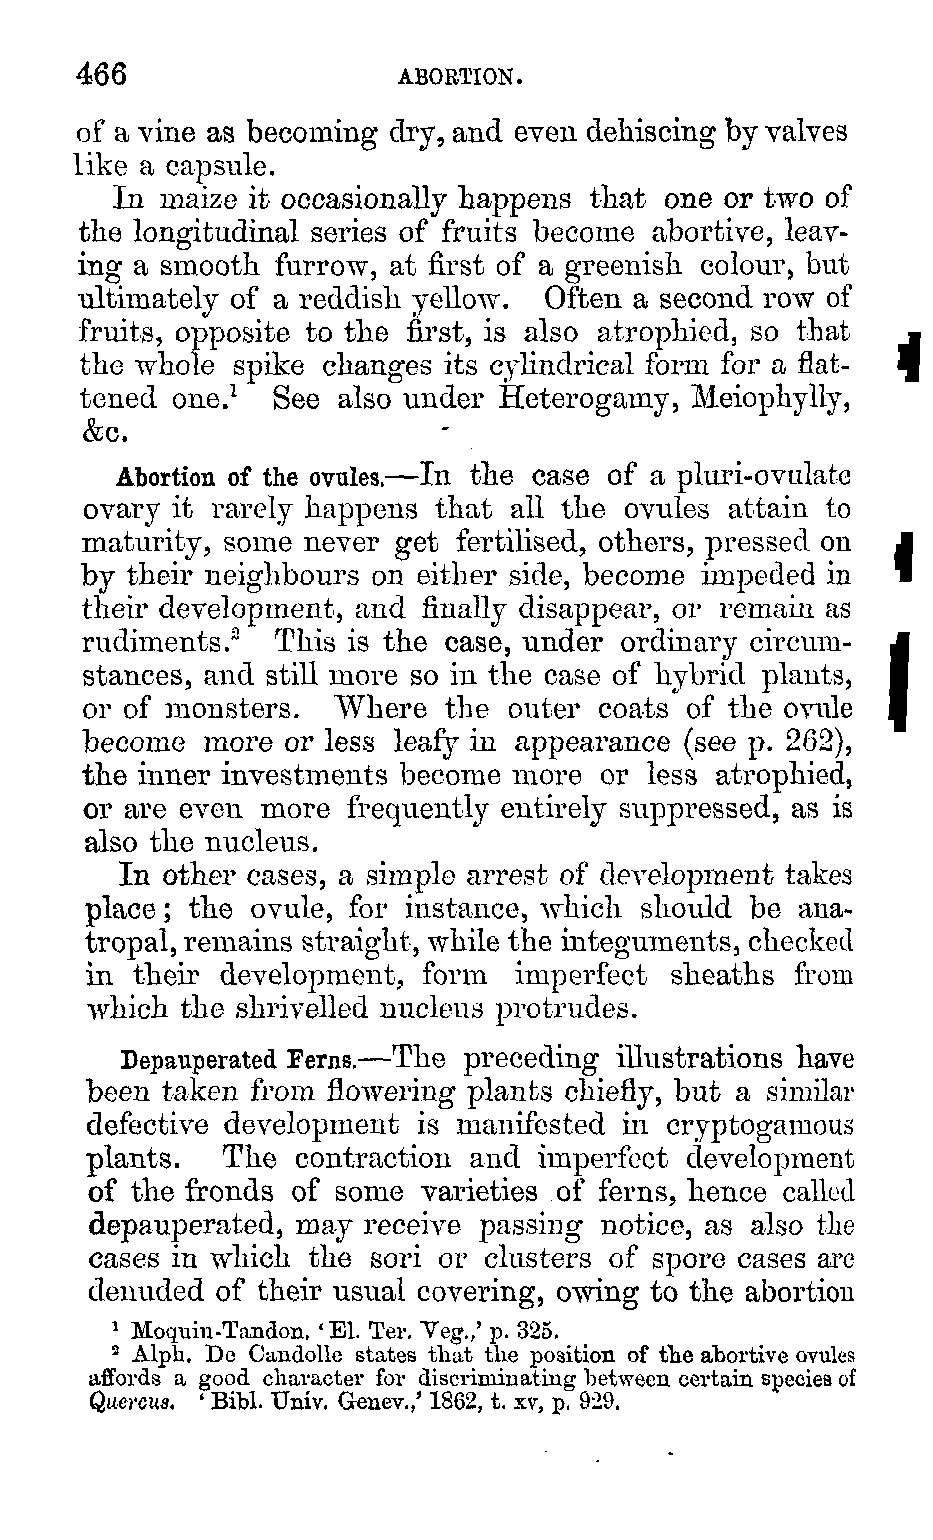 466 ABORTION.
of a vine as becoming dry, and even dehiscing by valves
like a capsule.
In maize it occasionally happens that one or two of
the longitudinal series of fruits become abortive, leav-
ing a smooth furrow, at first of a greenish colour, but
ultimately of a reddish yellow. Often a second row of
fruits, opposite to the first, is also atrophied, so that
the whole spike changes its cylindrical form for a flat-
tened one.¹ See also under Heterogamy, Meiophylly,
&c.
Abortion of the ovules.—In the case of a pluri-ovulate
ovary it rarely happens that all the ovules attain to
maturity, some never get fertilised, others, pressed on
by their neighbours on either side, become impeded in
their development, and finally disappear, or remain as
rudiments.² This is the case, under ordinary circum-
stances, and still more so in the case of hybrid plants,
or of monsters. Where the outer coats of the ovule
become more or less leafy in appearance (see p. 262),
the inner investments become more or less atrophied,
or are even more frequently entirely suppressed, as is
also the nucleus.
In other cases, a simple arrest of development takes
place; the ovule, for instance, which should be ana-
tropal, remains straight, while the integuments, checked
in their development, form imperfect sheaths from
which the shrivelled nucleus protrudes.
Depauperated Ferns.—The preceding illustrations have
been taken from flowering plants chiefly, but a similar
defective development is manifested in cryptogamous
plants. The contraction and imperfect development
of the fronds of some varieties of ferns, hence called
depauperated, may receive passing notice, as also the
cases in which the sori or clusters of spore cases are
denuded of their usual covering, owing to the abortion
¹ Moquin-Tandon. ‘El. Ter. Veg.,’ p. 325.
² Alph. De Candolle states that the position of the abortive ovules
affords a good character for discriminating between certain species of
Quercus. ‘Bibl. Univ. Genev.,’ 1862, t. xv, p. 929.